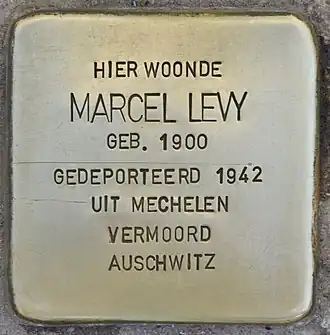 HIER WOONDE
MARCEL LEVY
GEB. 1900
GEDEPORTEERD 1942
UIT MECHELEN
VERMOORD
AUSCHWITZ